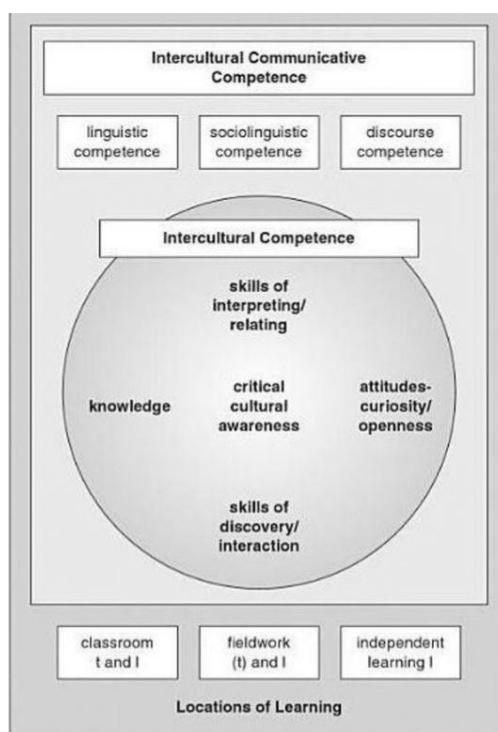 Intercultural Communicative
Competence
linguistic
competence
sociolinguistic
competence
discourse
competence
Intercultural Competence
skills of
interpreting/
relating
knowledge
critical
cultural
awareness
attitudes-
curiosity/
openness
skills of
discovery/
interaction
classroom
t and l
fieldwork
(t) and l
independent
learning l
Locations of Learning